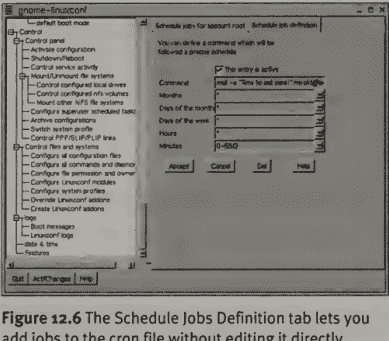 gnome-linuxconf
default boot mode
Control
Control panel
Activate configuration
Shutdown/Reboot
Control service activity
Mount/Unmount file systems
Control configured local drives
Control configured nfs volumes
Mount other NFS file systems
Configure superuser scheduled tasks
Archive configurations
Switch system profile
Control PPP/SLIP/PLIP links
Control files and systems
Configure all configuration files
Configure all commands and daemon
Configure file permission and owner
Configure Linuxconf modules
Configure system profiles
Override Linuxconf addons
Create Linuxconf addons
logs
Boot messages
Linuxconf logs
date & time
Features
Quit Act/Changes Help
Schedule jobs for account root Schedule job definition
You can define a command which will be
followed a precise schedule
This entry is active
Command -s "Time to eat
Months *
Days of the month *
Days of the week *
Hours *
Minutes
Accept Cancel Del Help
Figure 12.6 The Schedule Jobs Definition tab lets you
add jobs to the cron file without editing it directly.